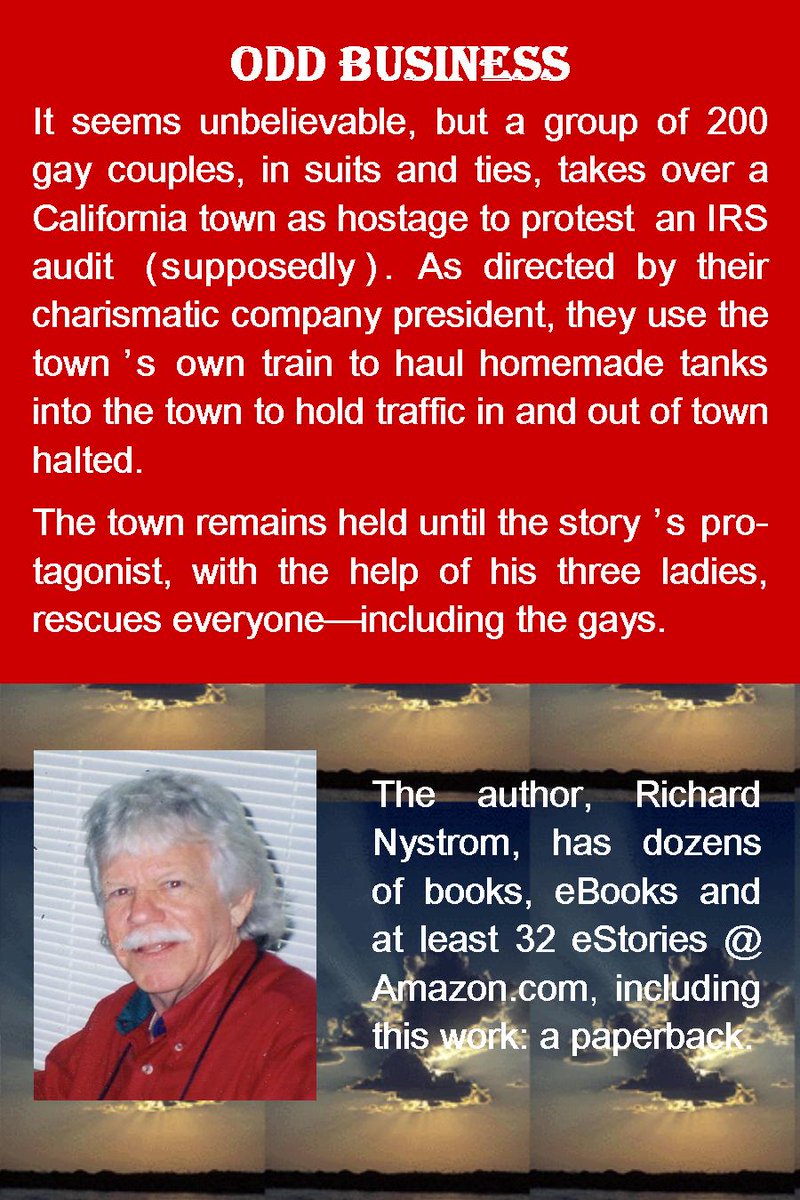 ODD BUSINESS
It seems unbelievable, but a group of 200
gay couples, in suits and ties, takes over a
California town as hostage to protest an IRS
audit (supposedly). As directed by their
charismatic company president, they use the
town's own train to haul homemade tanks
into the town to hold traffic in and out of town
halted.
The town remains held until the story's pro-
tagonist, with the help of his three ladies,
rescues everyone—including the gays.
The author, Richard
Nystrom, has dozens
of books, eBooks and
at least 32 eStories @
Amazon.com, including
this work: a paperback.